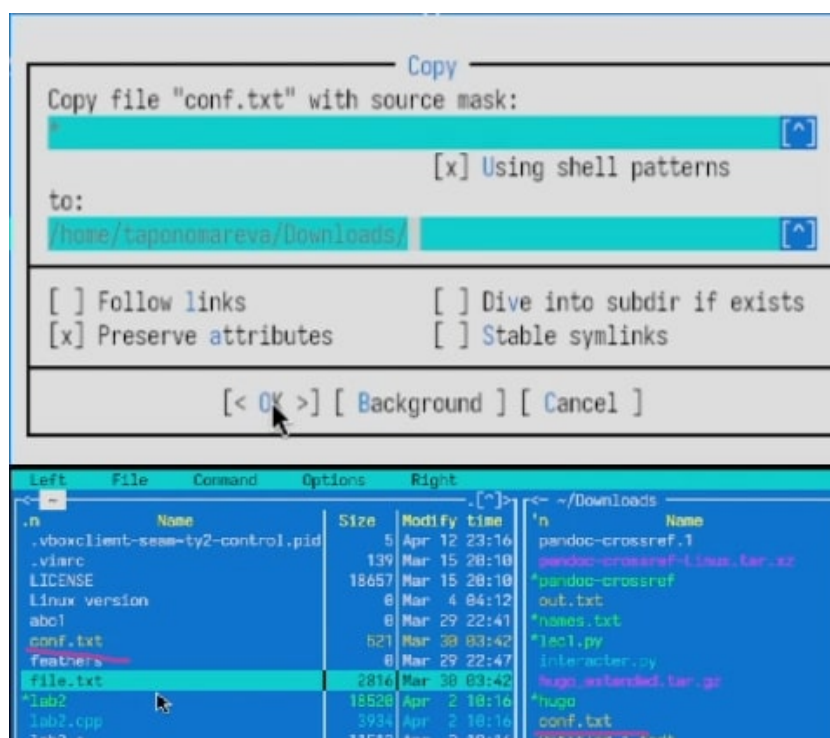 Copy
Copy file "conf.txt" with source mask:
* [^]
[x] Using shell patterns
to:
/home/taponomareva/Downloads/ [^]
[ ] Follow links [ ] Dive into subdir if exists
[x] Preserve attributes [ ] Stable symlinks
[< OK >] [ Background ] [ Cancel ]
Left File Command Options Right
<- ~ .[^]> <- ~/Downloads
.n Name Size Modify time 'n Name
.vboxclient-seamless-tty2-control.pid 5 Apr 12 23:16 pandoc-crossref.1
.vimrc 139 Mar 15 20:10 pandoc-crossref-Linux.tar.xz
LICENSE 18657 Mar 15 20:10 *pandoc-crossref
Linux version 0 Mar 4 04:12 out.txt
abc1 0 Mar 29 22:41 *names.txt
conf.txt 521 Mar 30 03:42 *lec1.py
feathers 0 Mar 29 22:47 interacter.py
file.txt 2816 Mar 30 03:42 hugo_extended.tar.gz
*lab2 18520 Apr 2 10:16 *hugo
lab2.cpp 3934 Apr 2 10:16 conf.txt